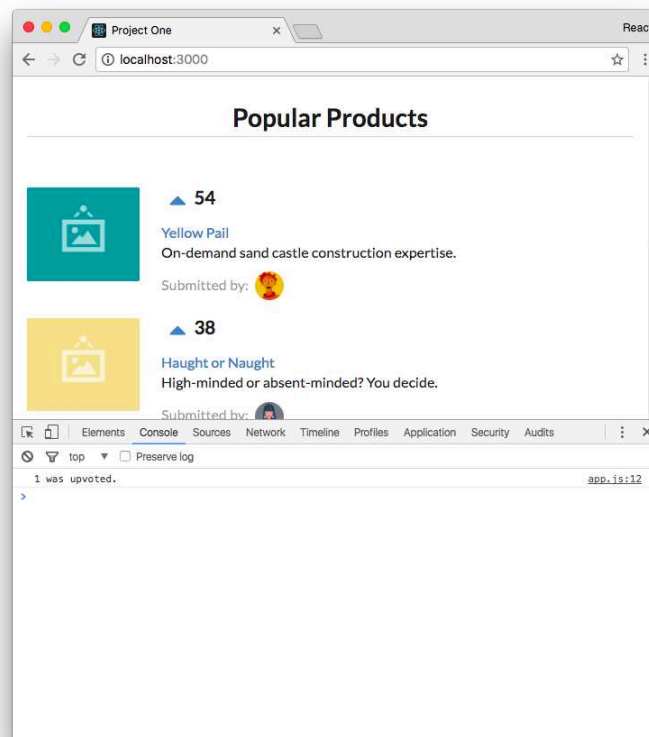 Project One
Reac
localhost:3000
Popular Products
54
Yellow Pail
On-demand sand castle construction expertise.
Submitted by:
38
Haught or Naught
High-minded or absent-minded? You decide.
Submitted by:
Elements Console Sources Network Timeline Profiles Application Security Audits
top Preserve log
1 was upvoted. app.js:12